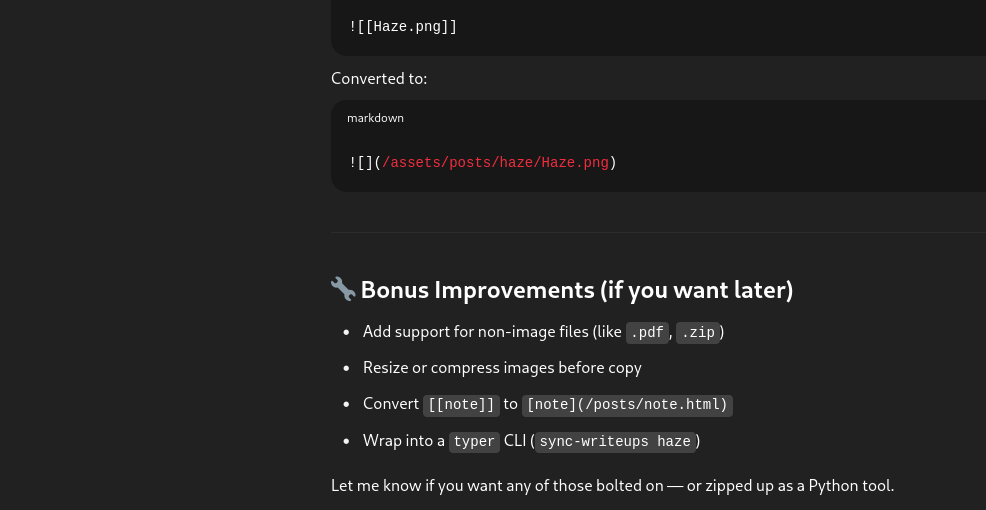 ![[Haze.png]]
Converted to:
markdown
![](/assets/posts/haze/Haze.png)
🔧 Bonus Improvements (if you want later)
• Add support for non-image files (like .pdf, .zip)
• Resize or compress images before copy
• Convert [[note]] to [note](/posts/note.html)
• Wrap into a typer CLI (sync-writeups haze)
Let me know if you want any of those bolted on — or zipped up as a Python tool.